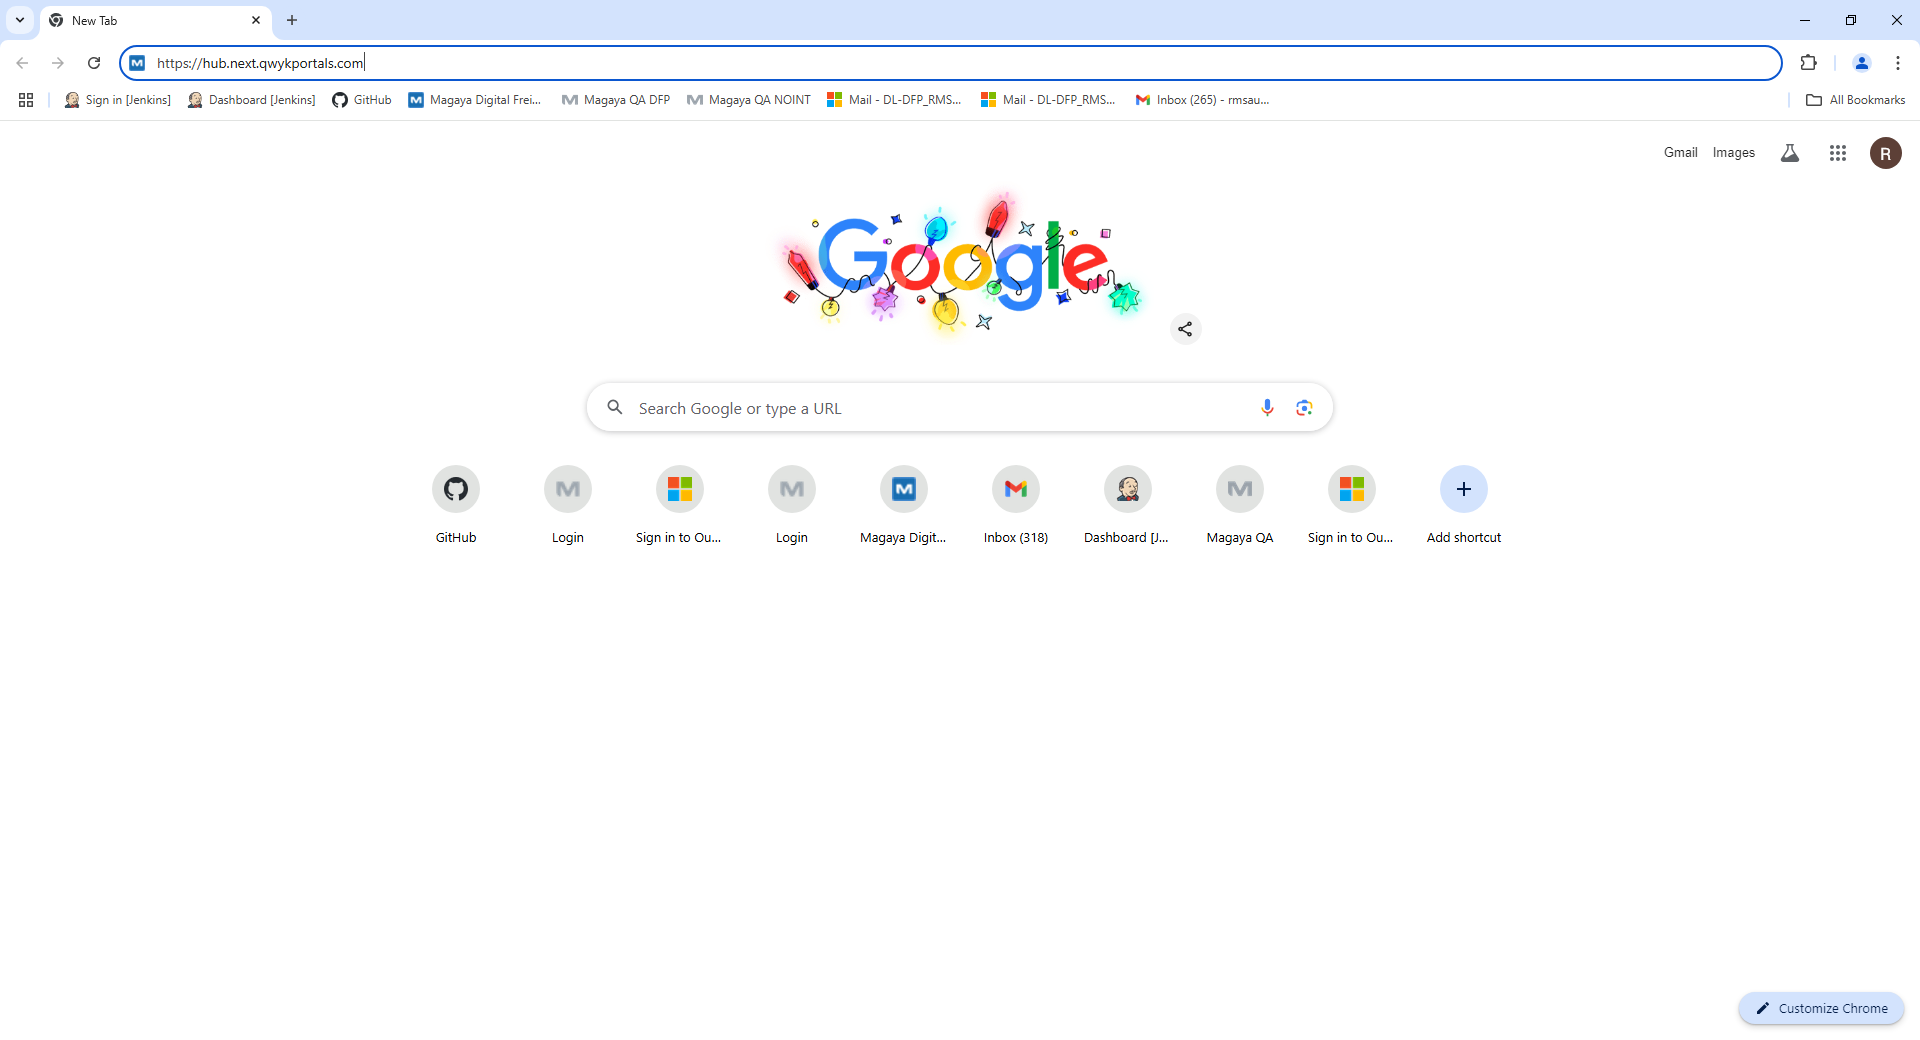 New Tab
https://hub.next.qwykportals.com
Sign in [Jenkins]
Dashboard [Jenkins]
GitHub
Magaya Digital Frei...
Magaya QA DFP
Magaya QA NOINT
Mail - DL-DFP_RMS...
Mail - DL-DFP_RMS...
Inbox (265) - rmsau...
All Bookmarks
Gmail
Images
R
Google
Search Google or type a URL
GitHub
Login
Sign in to Ou...
Login
Magaya Digit...
Inbox (318)
Dashboard [J...
Magaya QA
Sign in to Ou...
Add shortcut
Customize Chrome